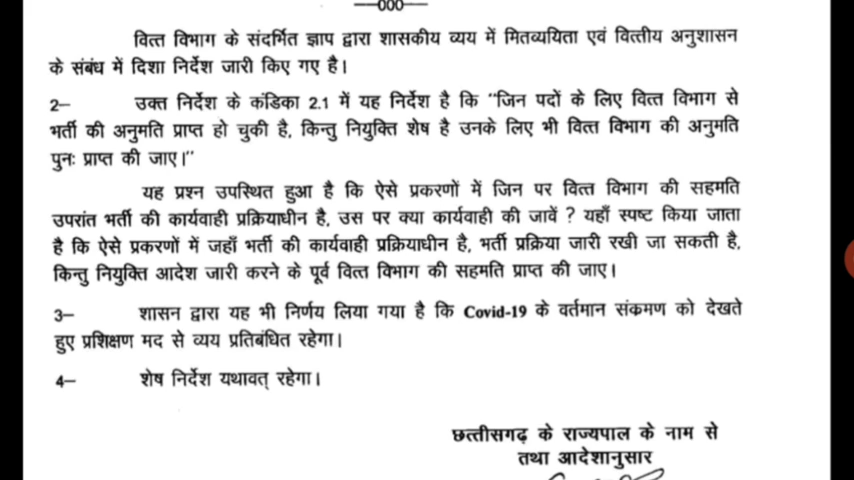 —000—
वित्त विभाग के संदर्भित ज्ञाप द्वारा शासकीय व्यय में मितव्ययिता एवं वित्तीय अनुशासन
के संबंध में दिशा निर्देश जारी किए गए है।
2— उक्त निर्देश के कंडिका 2.1 में यह निर्देश है कि "जिन पदों के लिए वित्त विभाग से
भर्ती की अनुमति प्राप्त हो चुकी है, किन्तु नियुक्ति शेष है उनके लिए भी वित्त विभाग की अनुमति
पुनः प्राप्त की जाए।"
यह प्रश्न उपस्थित हुआ है कि ऐसे प्रकरणों में जिन पर वित्त विभाग की सहमति
उपरांत भर्ती की कार्यवाही प्रक्रियाधीन है, उस पर क्या कार्यवाही की जावें ? यहाँ स्पष्ट किया जाता
है कि ऐसे प्रकरणों में जहाँ भर्ती की कार्यवाही प्रक्रियाधीन है, भर्ती प्रक्रिया जारी रखी जा सकती है,
किन्तु नियुक्ति आदेश जारी करने के पूर्व वित्त विभाग की सहमति प्राप्त की जाए।
3— शासन द्वारा यह भी निर्णय लिया गया है कि Covid-19 के वर्तमान संक्रमण को देखते
हुए प्रशिक्षण मद से व्यय प्रतिबंधित रहेगा।
4— शेष निर्देश यथावत् रहेगा।
छत्तीसगढ़ के राज्यपाल के नाम से
तथा आदेशानुसार